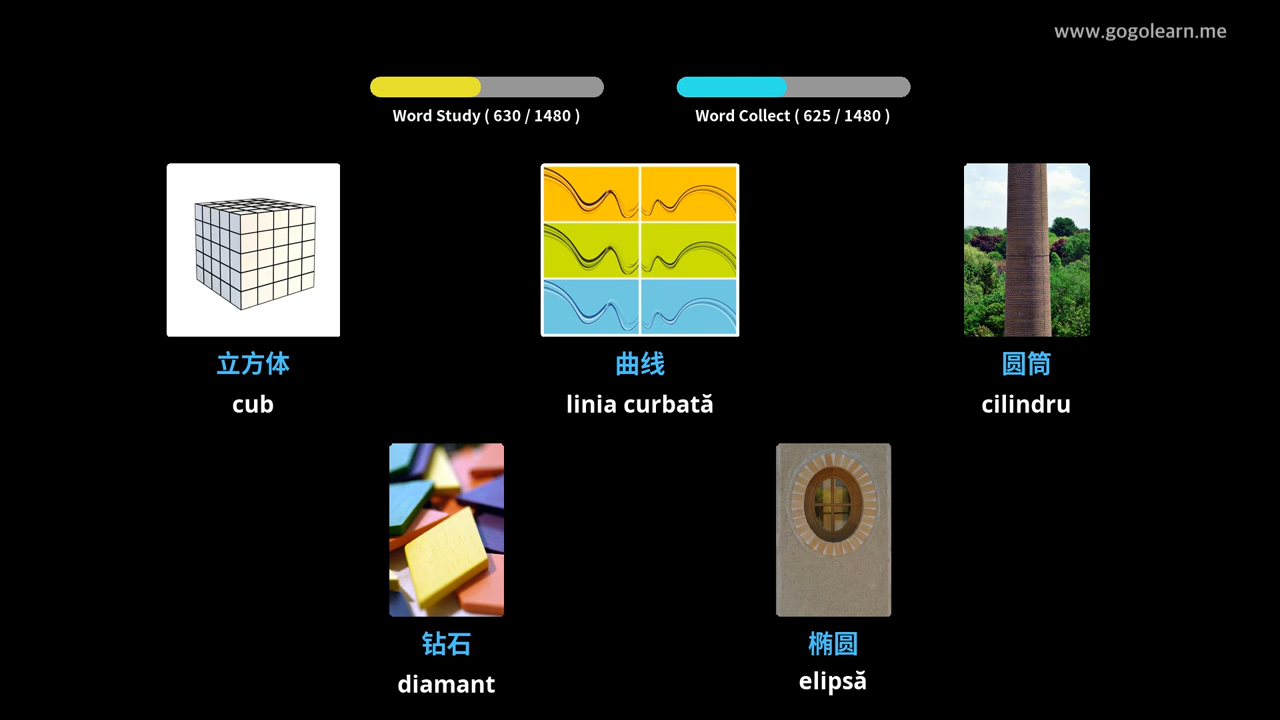 www.gogolearn.me
Word Study ( 630 / 1480 )
Word Collect ( 625 / 1480 )
立方体
曲线
圆筒
cub
linia curbată
cilindru
钻石
椭圆
diamant
elipsă